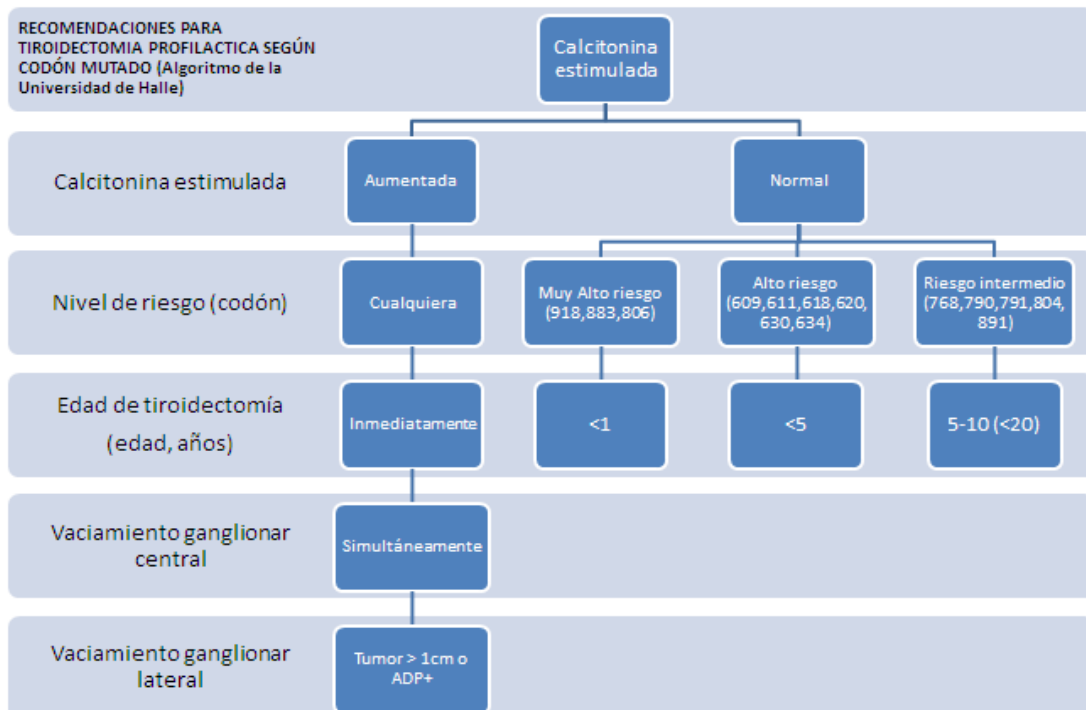 RECOMENDACIONES PARA
TIROIDECTOMIA PROFILACTICA SEGÚN
CODÓN MUTADO (Algoritmo de la
Universidad de Halle)
Calcitonina
estimulada
Calcitonina estimulada
Aumentada
Normal
Nivel de riesgo (codón)
Cualquiera
Muy Alto riesgo
(918,883,806)
Alto riesgo
(609,611,618,620,
630,634)
Riesgo intermedio
(768,790,791,804,
891)
Edad de tiroidectomía
(edad, años)
Inmediatamente
<1
<5
5-10 (<20)
Vaciamiento ganglionar
central
Simultáneamente
Vaciamiento ganglionar
lateral
Tumor > 1cm o
ADP+